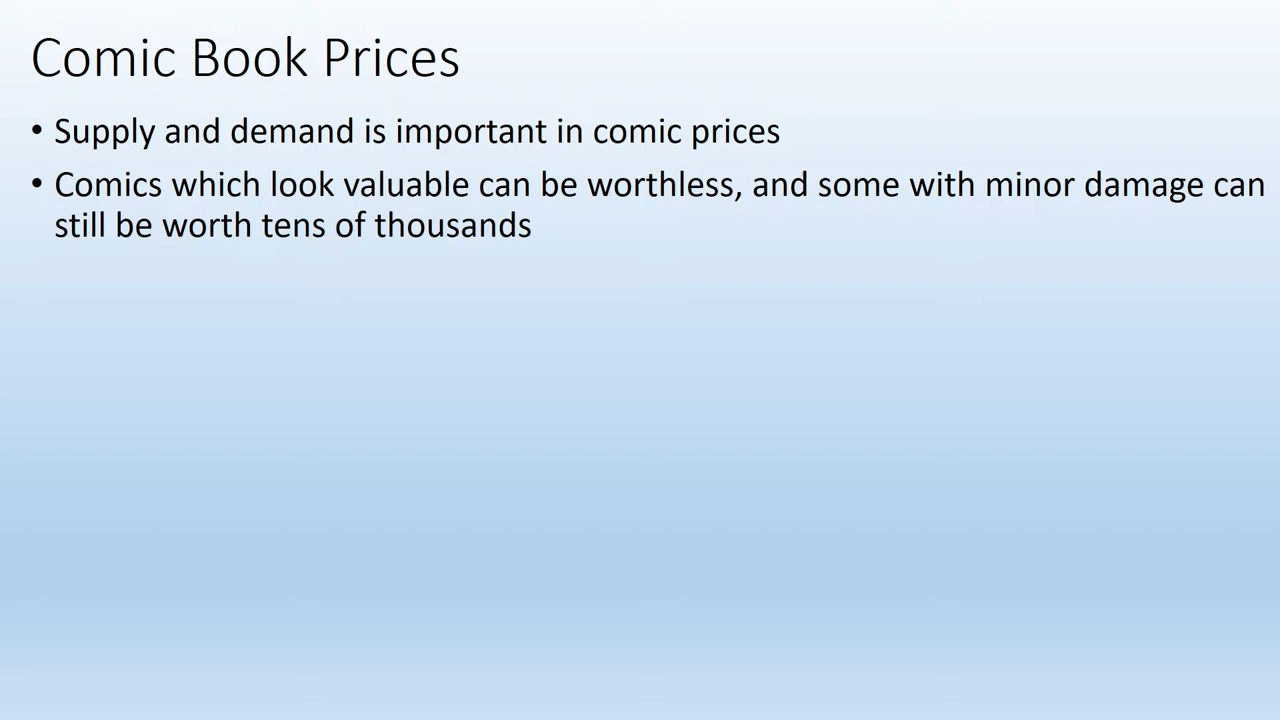 Comic Book Prices
• Supply and demand is important in comic prices
• Comics which look valuable can be worthless, and some with minor damage can
still be worth tens of thousands